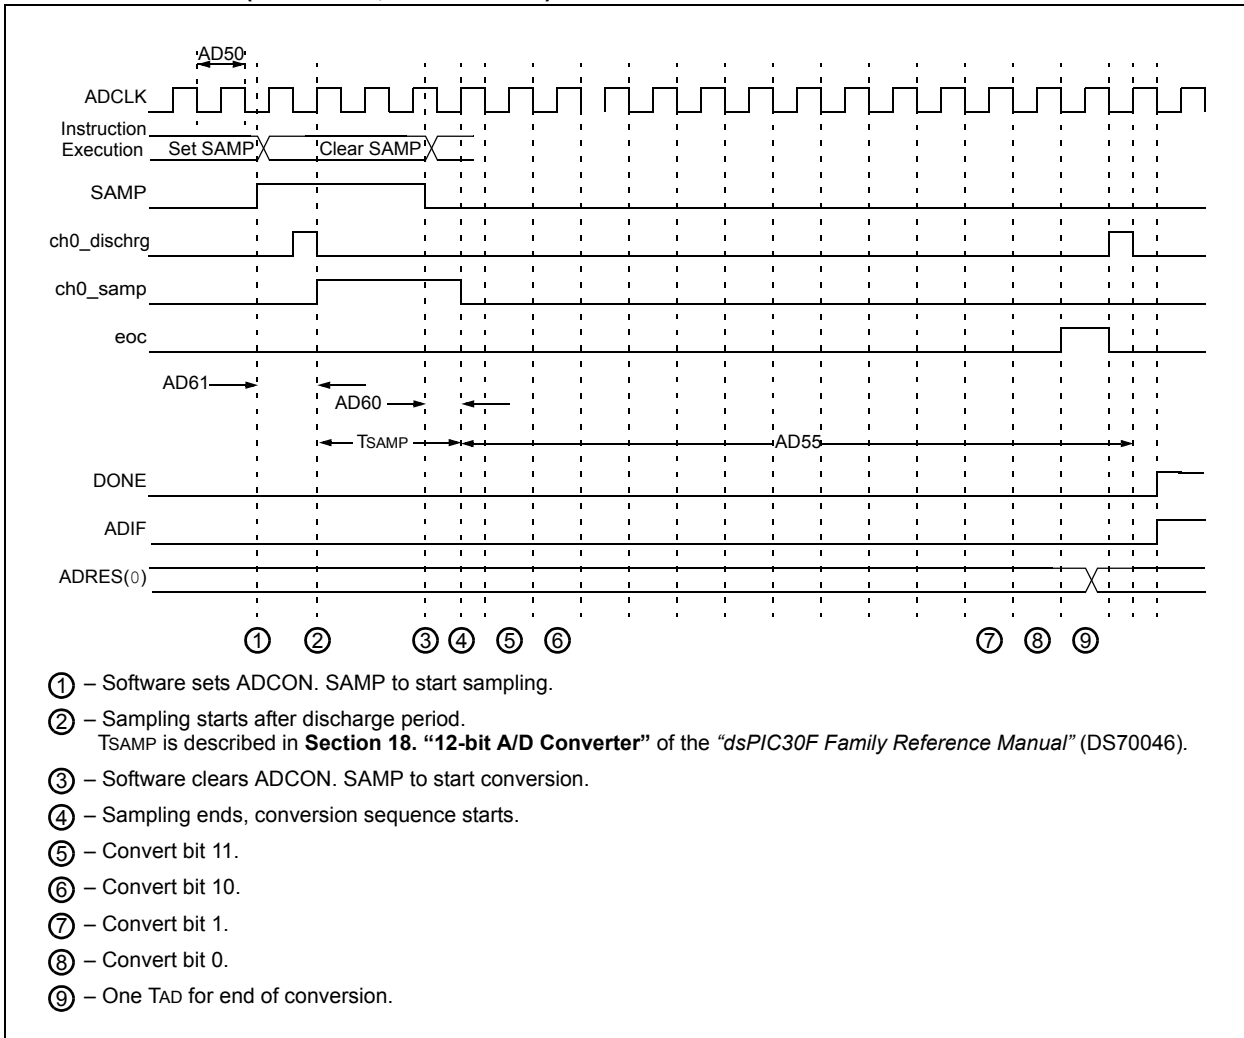 AD50
ADCLK
Instruction
Execution
Set SAMP
Clear SAMP
SAMP
ch0_dischrg
ch0_samp
eoc
AD61
AD60
TSAMP
AD55
DONE
ADIF
ADRES(0)
1 2 3 4 5 6 7 8 9
1 – Software sets ADCON. SAMP to start sampling.
2 – Sampling starts after discharge period.
TSAMP is described in Section 18. “12-bit A/D Converter” of the “dsPIC30F Family Reference Manual” (DS70046).
3 – Software clears ADCON. SAMP to start conversion.
4 – Sampling ends, conversion sequence starts.
5 – Convert bit 11.
6 – Convert bit 10.
7 – Convert bit 1.
8 – Convert bit 0.
9 – One TAD for end of conversion.